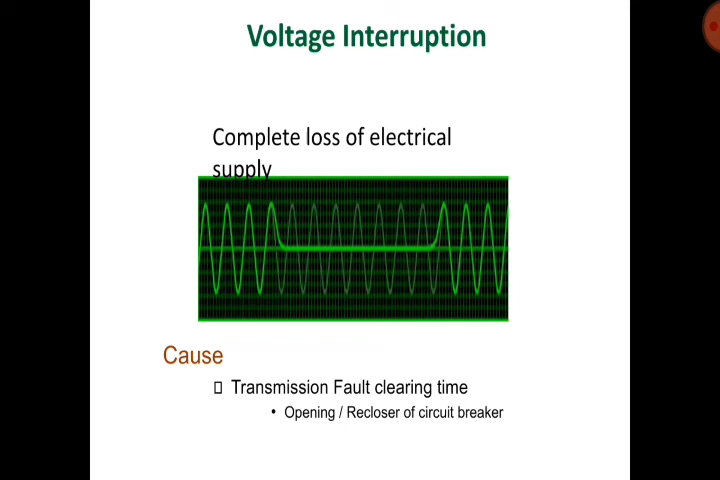 Voltage Interruption
Complete loss of electrical
supply
Cause
Transmission Fault clearing time
• Opening / Recloser of circuit breaker